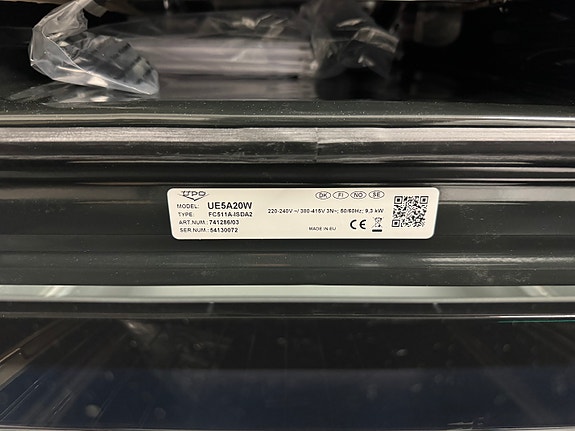 UPO
MODEL: UE5A20W
TYPE: FC511A-ISDA2
ART.NUM: 741286/03
SER NUM.: 54130072
DK FI NO SE
220-240V ~/ 380-415V 3N~; 50/60Hz; 9,3 kW
MADE IN EU
CE